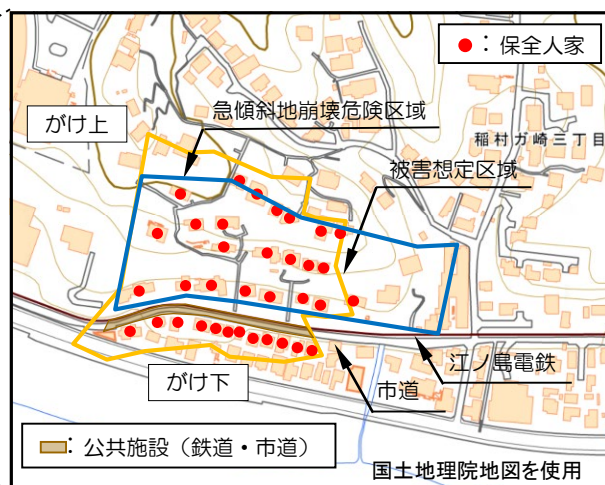 ●：保全人家
急傾斜地崩壊危険区域
がけ上
稲村ガ崎三丁目
被害想定区域
江ノ島電鉄
市道
がけ下
：公共施設（鉄道・市道）
国土地理院地図を使用